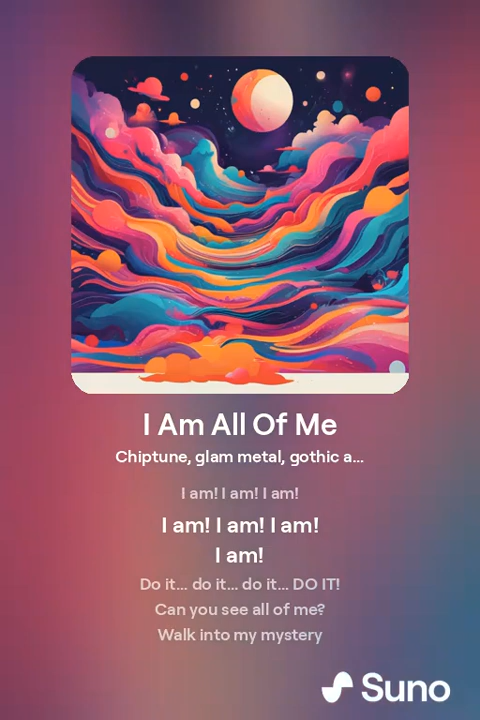 I Am All Of Me
Chiptune, glam metal, gothic a...
I am! I am! I am!
I am! I am! I am!
I am!
Do it... do it... do it... DO IT!
Can you see all of me?
Walk into my mystery
Suno